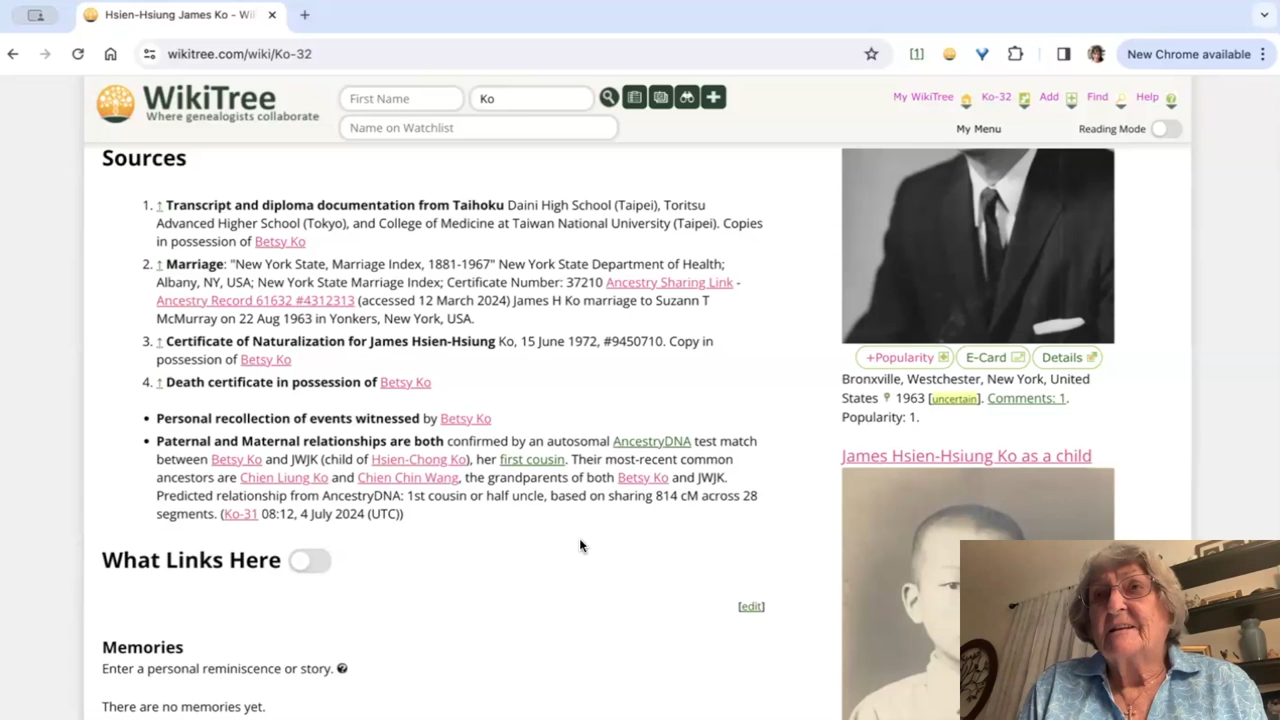 Hsien-Hsiung James Ko - Wi
wikitree.com/wiki/Ko-32
[1]
New Chrome available
WikiTree
Where genealogists collaborate
First Name
Ko
Name on Watchlist
My WikiTree
Ko-32
Add
Find
Help
My Menu
Reading Mode
Sources
1. ↑ Transcript and diploma documentation from Taihoku Daini High School (Taipei), Toritsu
Advanced Higher School (Tokyo), and College of Medicine at Taiwan National University (Taipei). Copies
in possession of Betsy Ko
2. ↑ Marriage: "New York State, Marriage Index, 1881-1967" New York State Department of Health;
Albany, NY, USA; New York State Marriage Index; Certificate Number: 37210 Ancestry Sharing Link -
Ancestry Record 61632 #4312313 (accessed 12 March 2024) James H Ko marriage to Suzann T
McMurray on 22 Aug 1963 in Yonkers, New York, USA.
3. ↑ Certificate of Naturalization for James Hsien-Hsiung Ko, 15 June 1972, #9450710. Copy in
possession of Betsy Ko
4. ↑ Death certificate in possession of Betsy Ko
• Personal recollection of events witnessed by Betsy Ko
• Paternal and Maternal relationships are both confirmed by an autosomal AncestryDNA test match
between Betsy Ko and JWJK (child of Hsien-Chong Ko), her first cousin. Their most-recent common
ancestors are Chien Liung Ko and Chien Chin Wang, the grandparents of both Betsy Ko and JWJK.
Predicted relationship from AncestryDNA: 1st cousin or half uncle, based on sharing 814 cM across 28
segments. (Ko-31 08:12, 4 July 2024 (UTC))
What Links Here
[edit]
Memories
Enter a personal reminiscence or story.
There are no memories yet.
+Popularity
E-Card
Details
Bronxville, Westchester, New York, United
States 1963 [uncertain]. Comments: 1.
Popularity: 1.
James Hsien-Hsiung Ko as a child